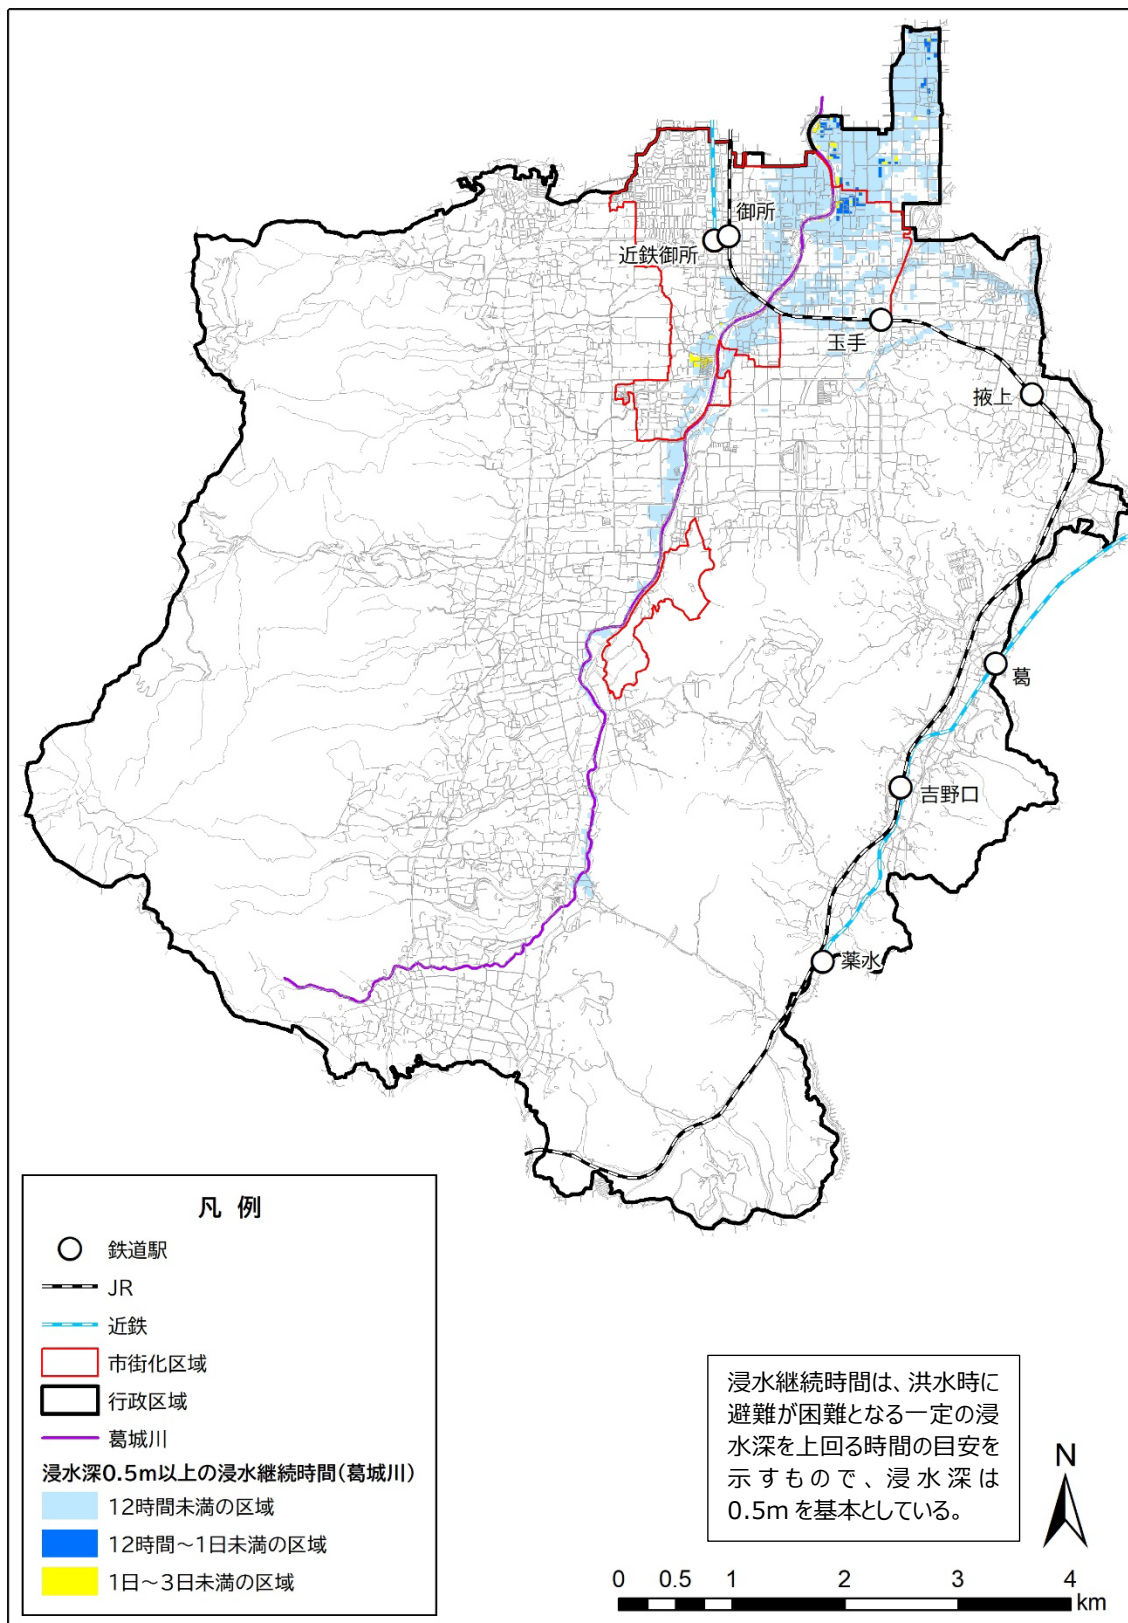 御所
近鉄御所
玉手
掖上
葛
吉野口
薬水
凡 例
鉄道駅
JR
近鉄
市街化区域
行政区域
葛城川
浸水深0.5m以上の浸水継続時間(葛城川)
12時間未満の区域
12時間～1日未満の区域
1日～3日未満の区域
浸水継続時間は、洪水時に
避難が困難となる一定の浸
水深を上回る時間の目安を
示すもので、浸水深は
0.5m を基本としている。
N
0 0.5 1 2 3 4
km